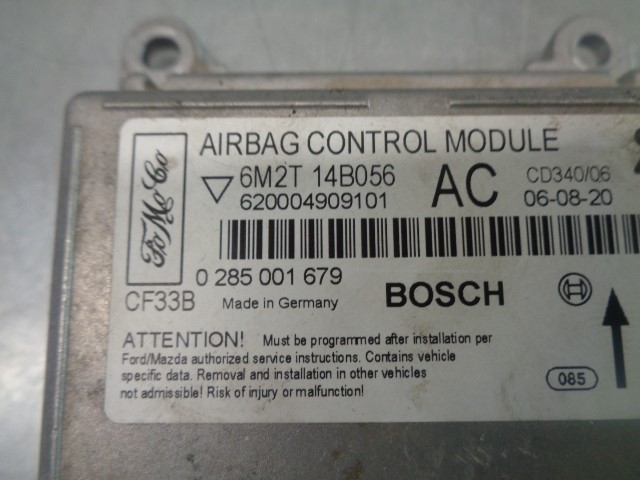 AIRBAG CONTROL MODULE
FoMoCo
6M2T 14B056 AC CD340/06
620004909101 06-08-20
0 285 001 679
CF33B Made in Germany BOSCH
ATTENTION! Must be programmed after installation per
Ford/Mazda authorized service instructions. Contains vehicle
specific data. Removal and installation in other vehicles
not admissible! Risk of injury or malfunction!
085